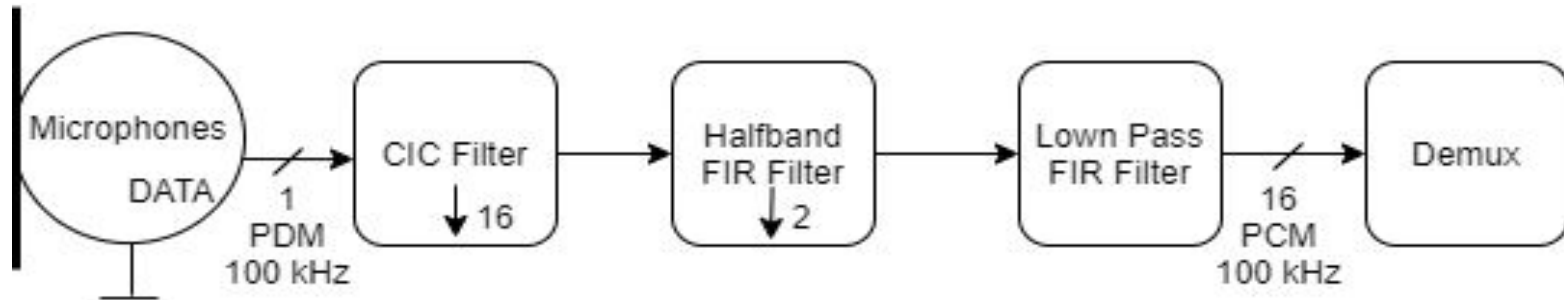 Microphones
DATA
1
PDM
100 kHz
CIC Filter
16
Halfband
FIR Filter
2
Lown Pass
FIR Filter
16
PCM
100 kHz
Demux